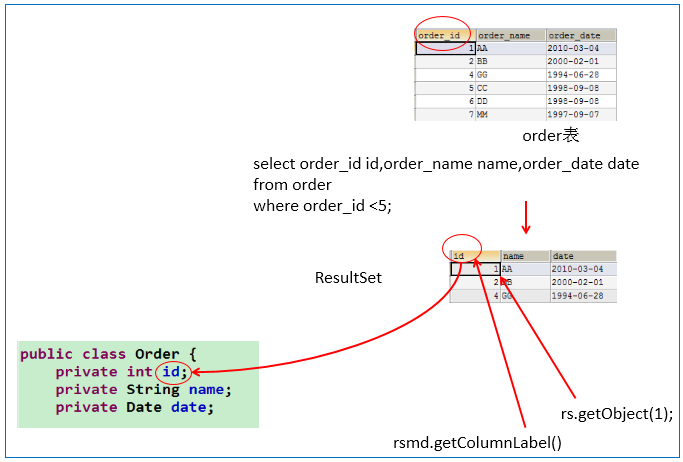 order_id order_name order_date
1 AA 2010-03-04
2 BB 2000-02-01
4 GG 1994-06-28
5 CC 1998-09-08
6 DD 1998-09-08
7 MM 1997-09-07
order表
select order_id id,order_name name,order_date date
from order
where order_id <5;
id name date
1 AA 2010-03-04
2 BB 2000-02-01
4 GG 1994-06-28
ResultSet
public class Order {
private int id;
private String name;
private Date date;
rs.getObject(1);
rsmd.getColumnLabel()